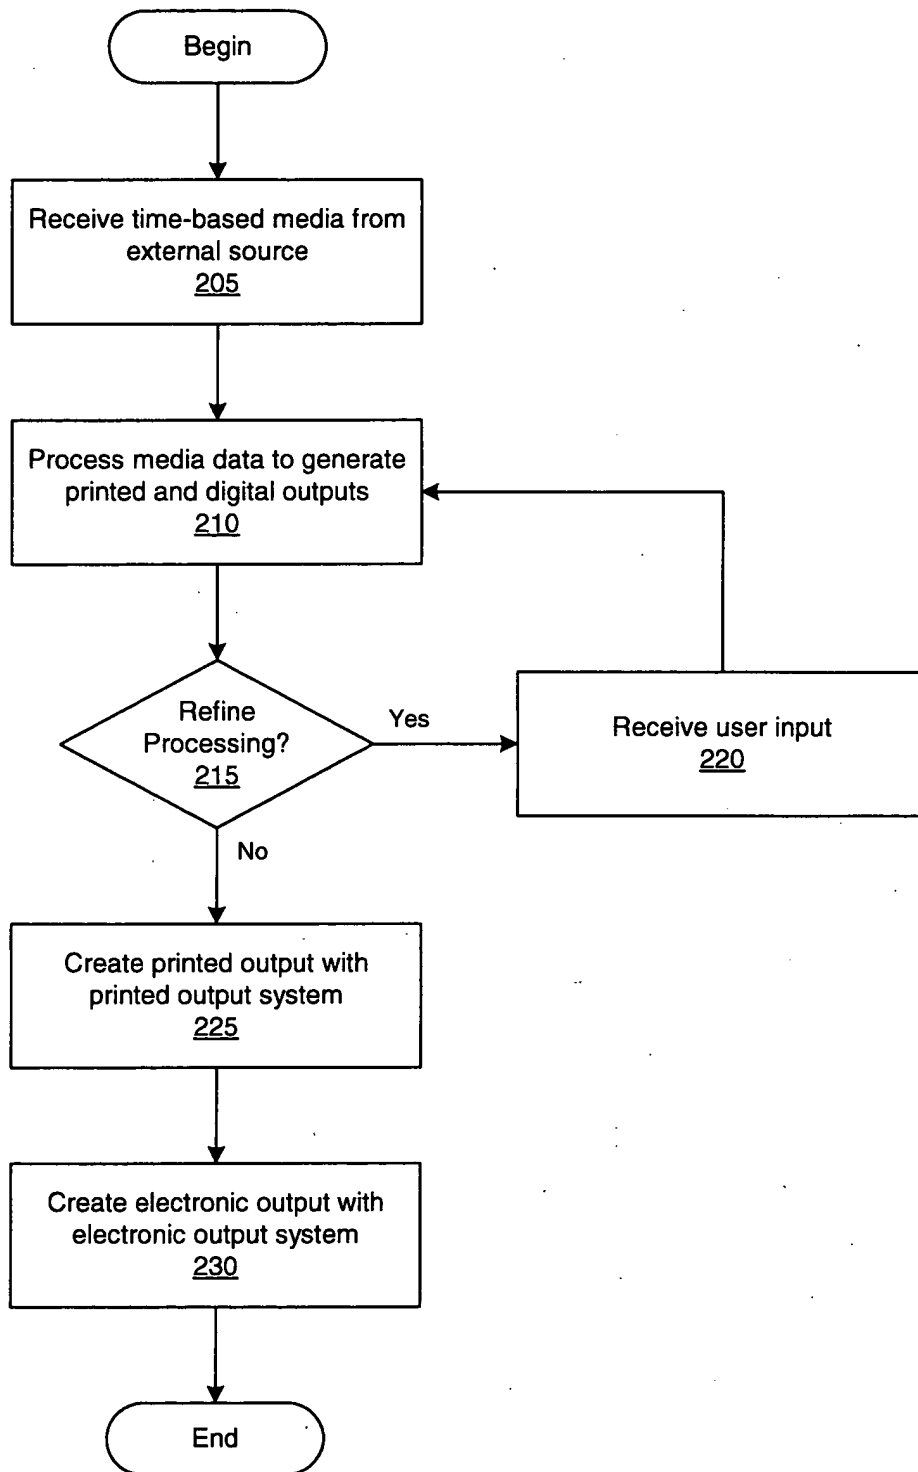 Begin
Receive time-based media from
external source
205
Process media data to generate
printed and digital outputs
210
Refine
Processing?
215
Yes
Receive user input
220
No
Create printed output with
printed output system
225
Create electronic output with
electronic output system
230
End